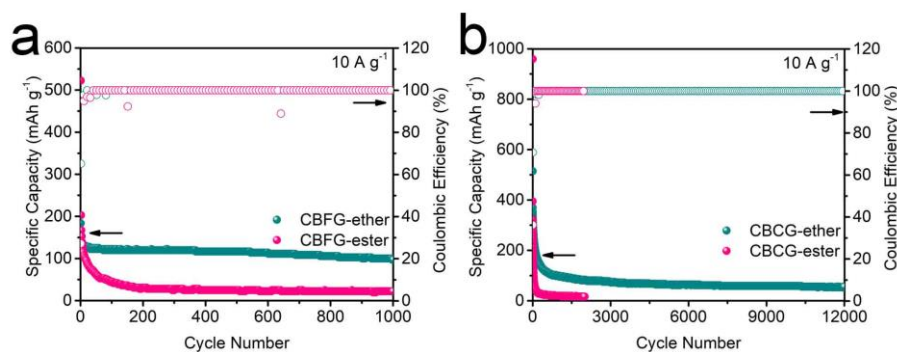 a
10 A g⁻¹
Specific Capacity (mAh g⁻¹)
600
500
400
300
200
100
0
120
100
80
60
40
20
0
Coulombic Efficiency (%)
CBFG-ether
CBFG-ester
0 200 400 600 800 1000
Cycle Number
b
10 A g⁻¹
Specific Capacity (mAh g⁻¹)
1000
800
600
400
200
0
120
100
80
60
40
20
0
Coulombic Efficiency (%)
CBCG-ether
CBCG-ester
0 3000 6000 9000 12000
Cycle Number